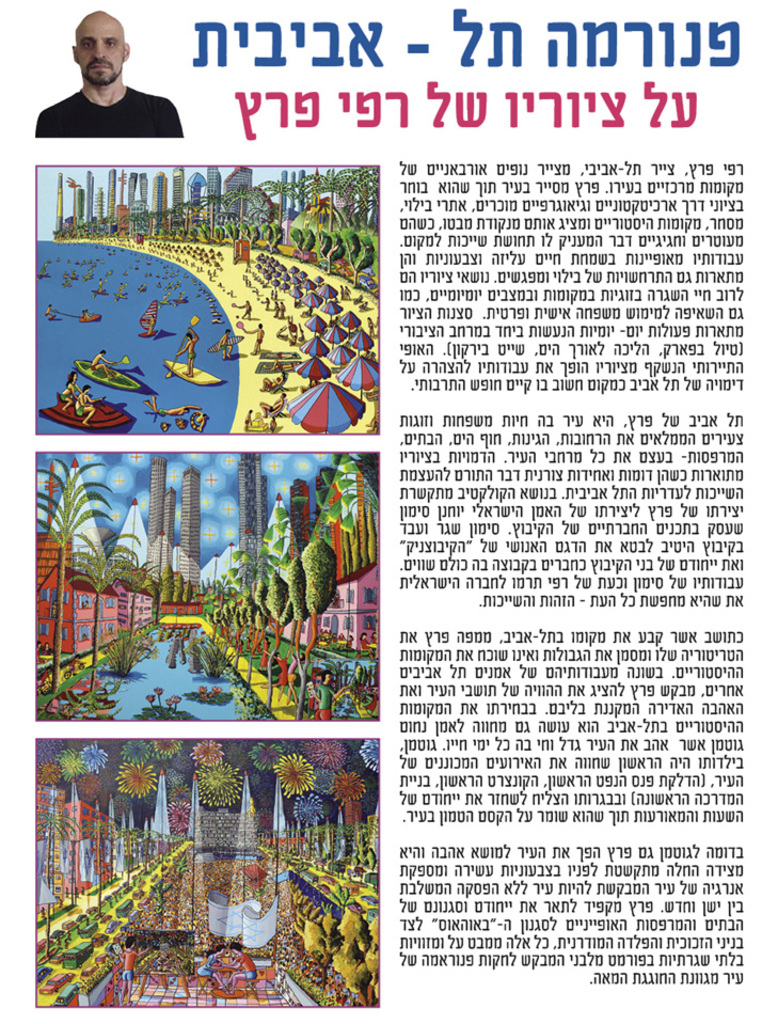 פנורמה תל - אביבית
על ציוריו של רפי פרץ
רפי פרץ, צייר תל-אביבי, מצייר נופים אורבאניים של
מקומות מרכזיים בעירו. פרץ מסייר בעיר תוך שהוא בוחר
בציוני דרך ארכיטקטוניים וגיאוגרפיים מוכרים, אתרי בילוי,
מסחר, מקומות היסטוריים ומציג אותם מנקודת מבטו, כשהם
מעוטרים וחגיגיים דבר המעניק לו תחושת שייכות למקום.
עבודותיו מאופיינות בשמחת חיים עליזה וצבעוניות והן
מתארות גם התרחשויות של בילוי ומפגשים. נושאי ציוריו הם
לרוב חיי השגרה בזוגיות במקומות ובמצבים יומיומיים, כמו
גם השאיפה למימוש משפחה אישית ופרטית. סצנות הציור
מתארות פעולות יום- יומיות הנעשות ביחד במרחב הציבורי
(טיול בפארק, הליכה לאורך הים, שייט בירקון). האופי
התיירותי הנשקף מציוריו הופך את עבודותיו להצהרה על
דימויה של תל אביב כמקום חשוב בו קיים חופש התרבותי.
תל אביב של פרץ, היא עיר בה חיות משפחות וזוגות
צעירים הממלאים את הרחובות, הגינות, חוף הים, הבתים,
המרפסות- בעצם את כל מרחבי העיר. הדמויות בציוריו
מתוארות כשהן דומות ואחידות צורנית דבר התורם להעצמת
השייכות לעדריות התל אביבית. בנושא הקולקטיב מתקשרת
יצירתו של פרץ ליצירתו של האמן הישראלי יוחנן סימון
שעסק בתכנים החברתיים של הקיבוץ. סימון שגר ועבד
בקיבוץ היטיב לבטא את הדגם האנושי של "הקיבוצניק"
ואת ייחודם של בני הקיבוץ כחברים בקבוצה בה כולם שווים.
עבודותיו של סימון וכעת של רפי תרמו לחברה הישראלית
את שהיא מחפשת כל העת - הזהות והשייכות.
כתושב אשר קבע את מקומו בתל-אביב, ממפה פרץ את
הטריטוריה שלו ומסמן את הגבולות ואינו שוכח את המקומות
ההיסטוריים. בשונה מעבודותיהם של אמנים תל אביבים
אחרים, מבקש פרץ להציג את ההוויה של תושבי העיר ואת
האהבה האדירה המקננת בליבם. בבחירתו את המקומות
ההיסטוריים בתל-אביב הוא עושה גם מחווה לאמן נחום
גוטמן אשר אהב את העיר גדל וחי בה כל ימי חייו. גוטמן,
בילדותו היה הראשון שחווה את האירועים המכוננים של
העיר, (הדלקת פנס הנפט הראשון, הקונצרט הראשון, בניית
המדרכה הראשונה) ובבגרותו הצליח לשחזר את ייחודם של
השעות והמאורעות תוך שהוא שומר על הקסם הטמון בעיר.
בדומה לגוטמן גם פרץ הפך את העיר למושא אהבה והיא
מצידה החלה מתקשטת לפניו בצבעוניות עשירה ומספקת
אנרגיה של עיר המבקשת להיות עיר ללא הפסקה המשלבת
בין ישן וחדש. פרץ מקפיד לתאר את ייחודם וסגנונם של
הבתים והמרפסות האופייניים לסגנון ה-"באוהאוס" לצד
בניני הזכוכית והפלדה המודרנית, כל אלה ממבט על ומזוויות
בלתי שגרתיות בפורמט מלבני המבקש לחקות פנוראמה של
עיר מגוונת החוגגת המאה.